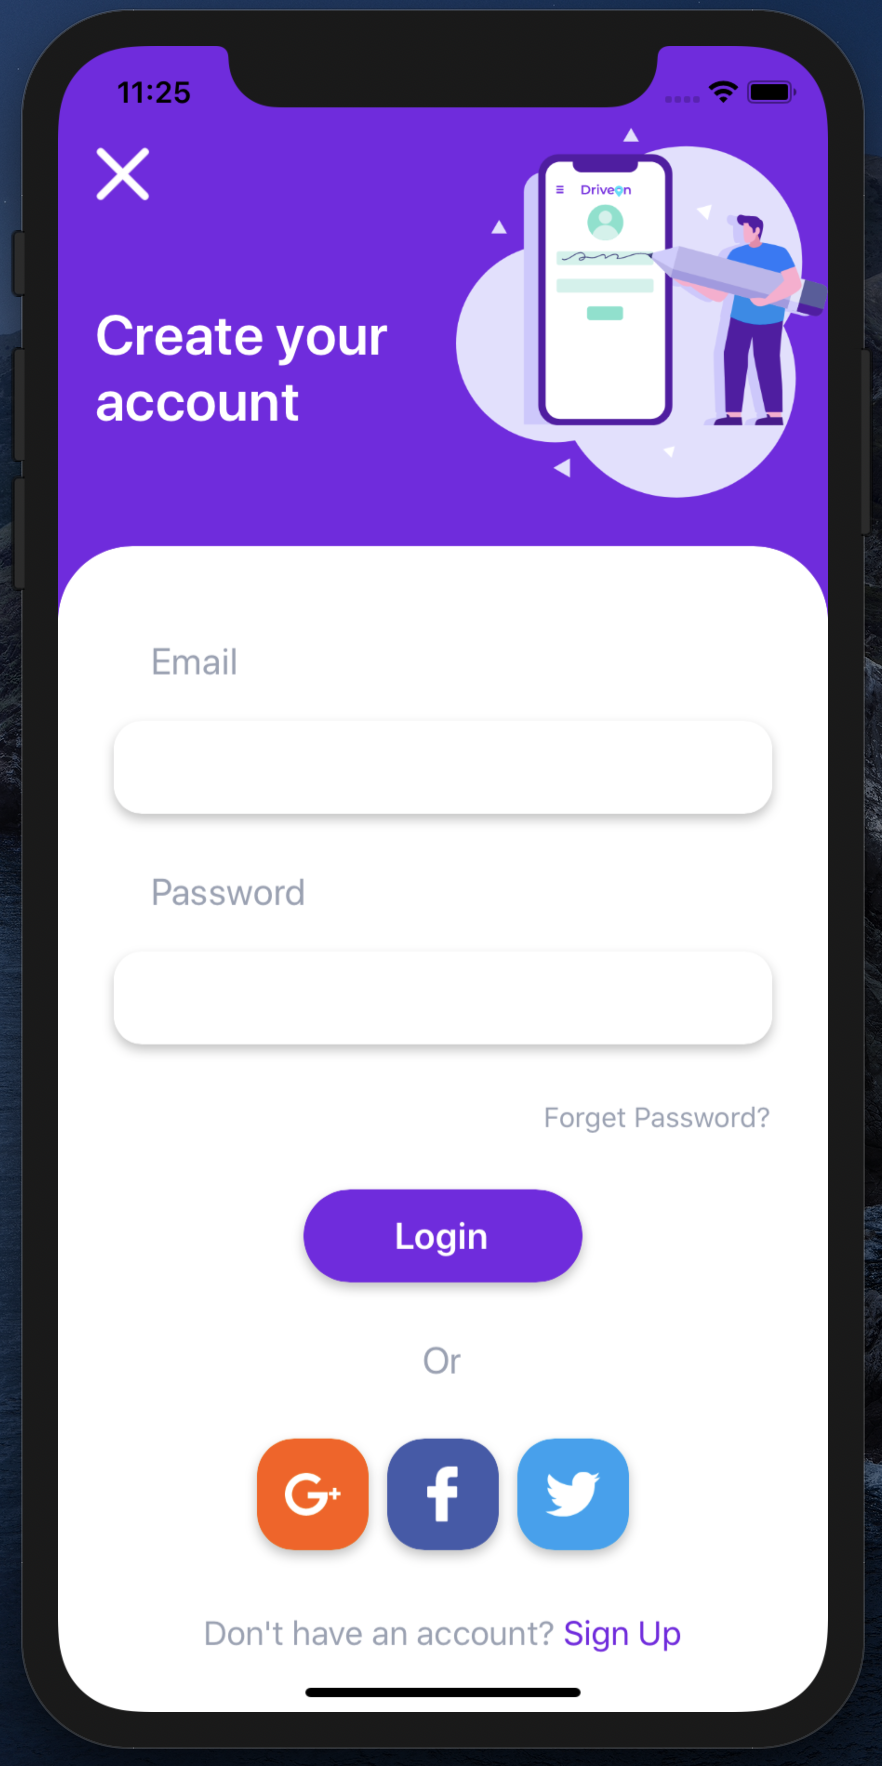 11:25
Driveon
Create your
account
Email
Password
Forget Password?
Login
Or
G+
f
Don't have an account? Sign Up